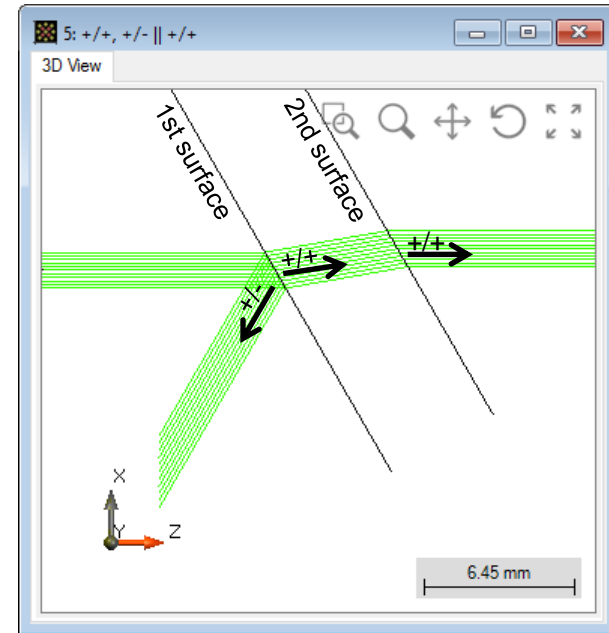 5: +/+, +/- || +/+
3D View
1st surface
2nd surface
+/+
+/+
+/-
X
Y
Z
6.45 mm